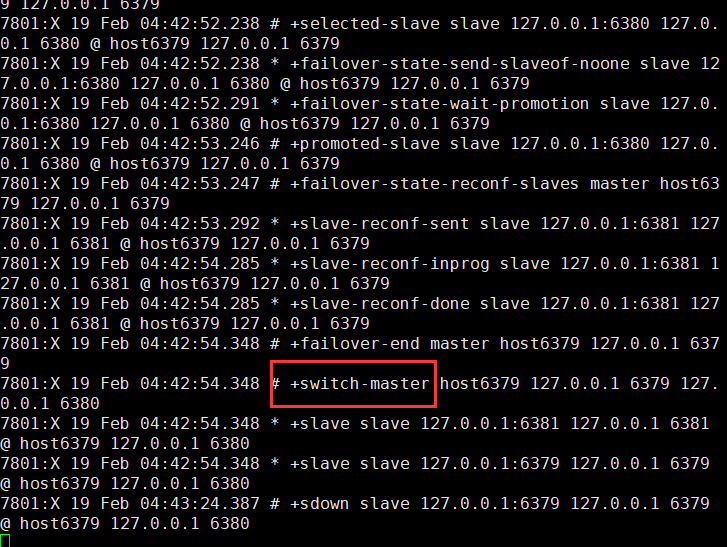 9 127.0.0.1 6379
7801:X 19 Feb 04:42:52.238 # +selected-slave slave 127.0.0.1:6380 127.0.
0.1 6380 @ host6379 127.0.0.1 6379
7801:X 19 Feb 04:42:52.238 * +failover-state-send-slaveof-noone slave 12
7.0.0.1:6380 127.0.0.1 6380 @ host6379 127.0.0.1 6379
7801:X 19 Feb 04:42:52.291 * +failover-state-wait-promotion slave 127.0.
0.1:6380 127.0.0.1 6380 @ host6379 127.0.0.1 6379
7801:X 19 Feb 04:42:53.246 # +promoted-slave slave 127.0.0.1:6380 127.0.
0.1 6380 @ host6379 127.0.0.1 6379
7801:X 19 Feb 04:42:53.247 # +failover-state-reconf-slaves master host63
79 127.0.0.1 6379
7801:X 19 Feb 04:42:53.292 * +slave-reconf-sent slave 127.0.0.1:6381 127
.0.0.1 6381 @ host6379 127.0.0.1 6379
7801:X 19 Feb 04:42:54.285 * +slave-reconf-inprog slave 127.0.0.1:6381 1
27.0.0.1 6381 @ host6379 127.0.0.1 6379
7801:X 19 Feb 04:42:54.285 * +slave-reconf-done slave 127.0.0.1:6381 127
.0.0.1 6381 @ host6379 127.0.0.1 6379
7801:X 19 Feb 04:42:54.348 # +failover-end master host6379 127.0.0.1 637
9
7801:X 19 Feb 04:42:54.348 # +switch-master host6379 127.0.0.1 6379 127.
0.0.1 6380
7801:X 19 Feb 04:42:54.348 * +slave slave 127.0.0.1:6381 127.0.0.1 6381
@ host6379 127.0.0.1 6380
7801:X 19 Feb 04:42:54.348 * +slave slave 127.0.0.1:6379 127.0.0.1 6379
@ host6379 127.0.0.1 6380
7801:X 19 Feb 04:43:24.387 # +sdown slave 127.0.0.1:6379 127.0.0.1 6379
@ host6379 127.0.0.1 6380